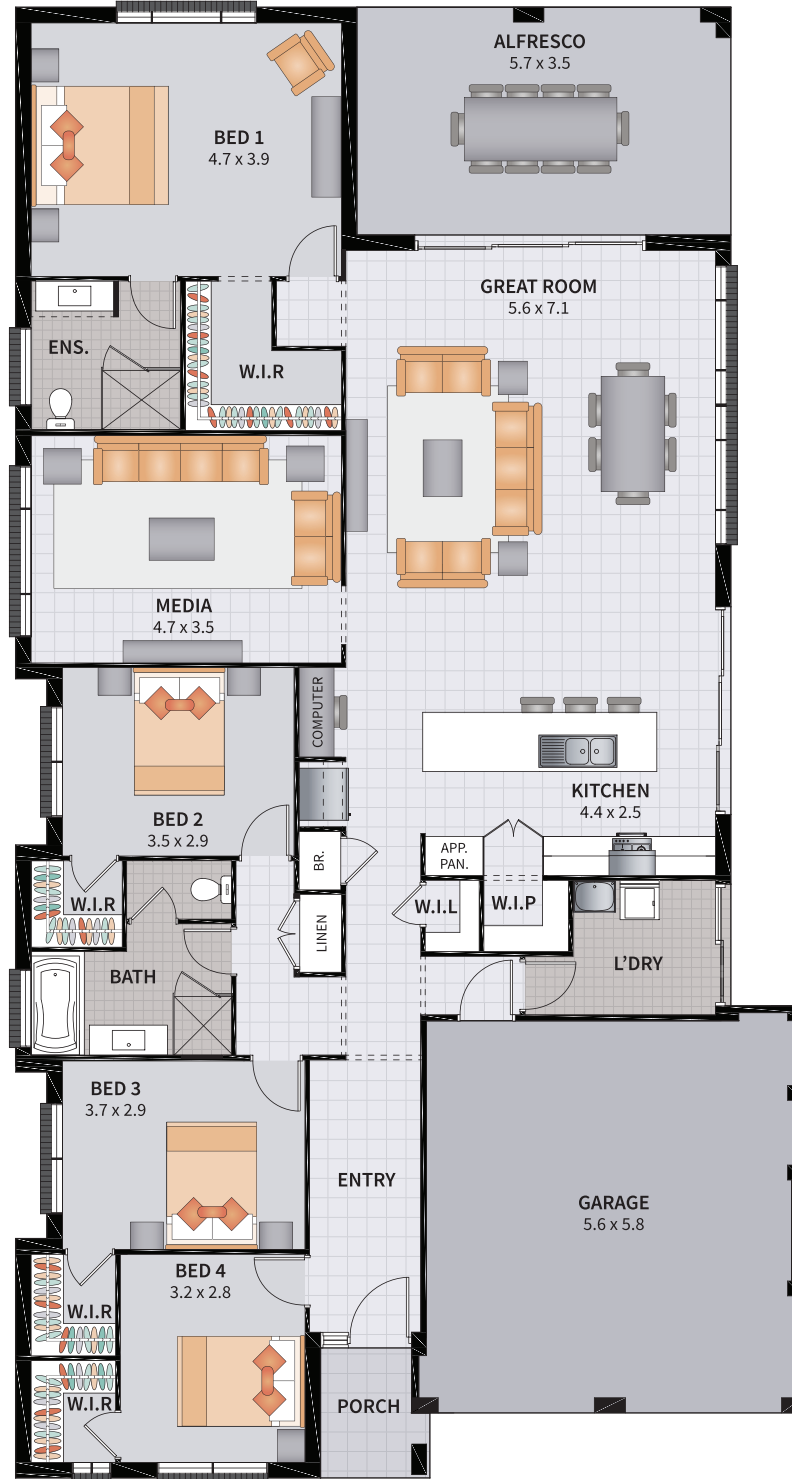 ALFRESCO
5.7 x 3.5
BED 1
4.7 x 3.9
GREAT ROOM
5.6 x 7.1
ENS.
W.I.R
MEDIA
4.7 x 3.5
COMPUTER
KITCHEN
4.4 x 2.5
BED 2
3.5 x 2.9
BR.
APP.
PAN.
W.I.R
W.I.L
W.I.P
LINEN
L’DRY
BATH
BED 3
3.7 x 2.9
ENTRY
GARAGE
5.6 x 5.8
BED 4
3.2 x 2.8
W.I.R
W.I.R
PORCH